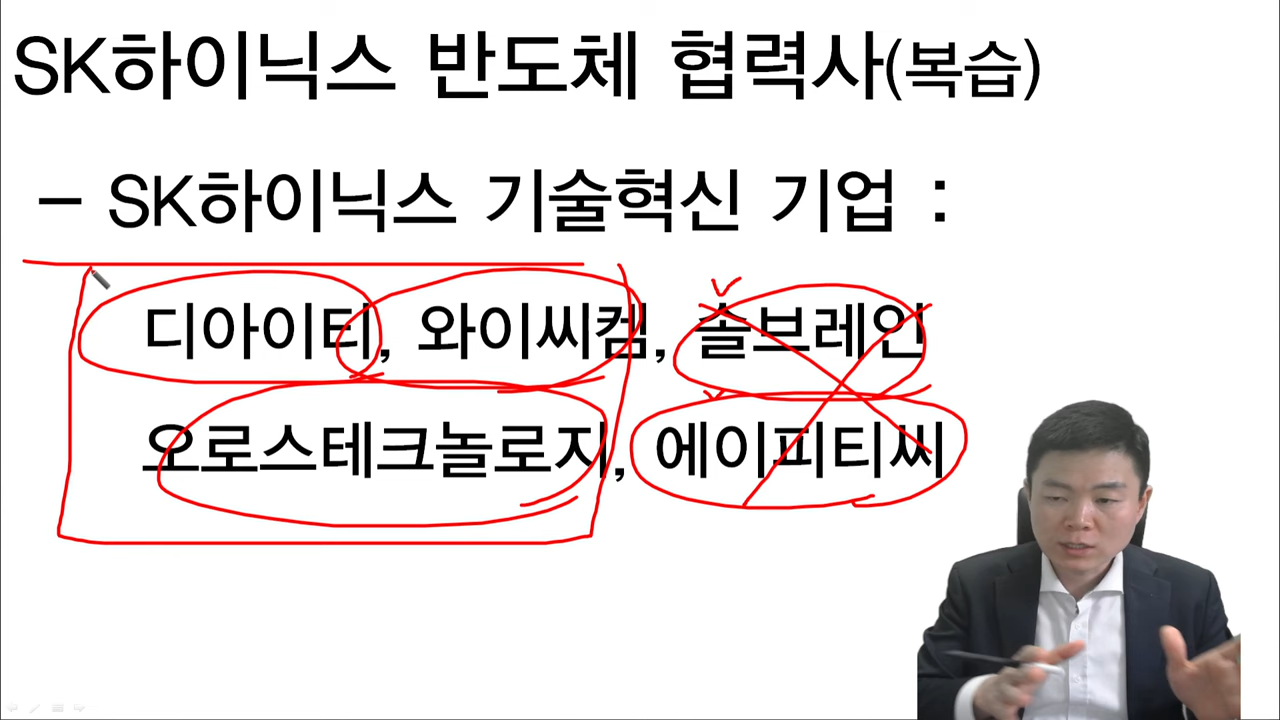 SK하이닉스 반도체 협력사(복습)
– SK하이닉스 기술혁신 기업 :
디아이티, 와이씨켐, 솔브레인
오로스테크놀로지, 에이피티씨